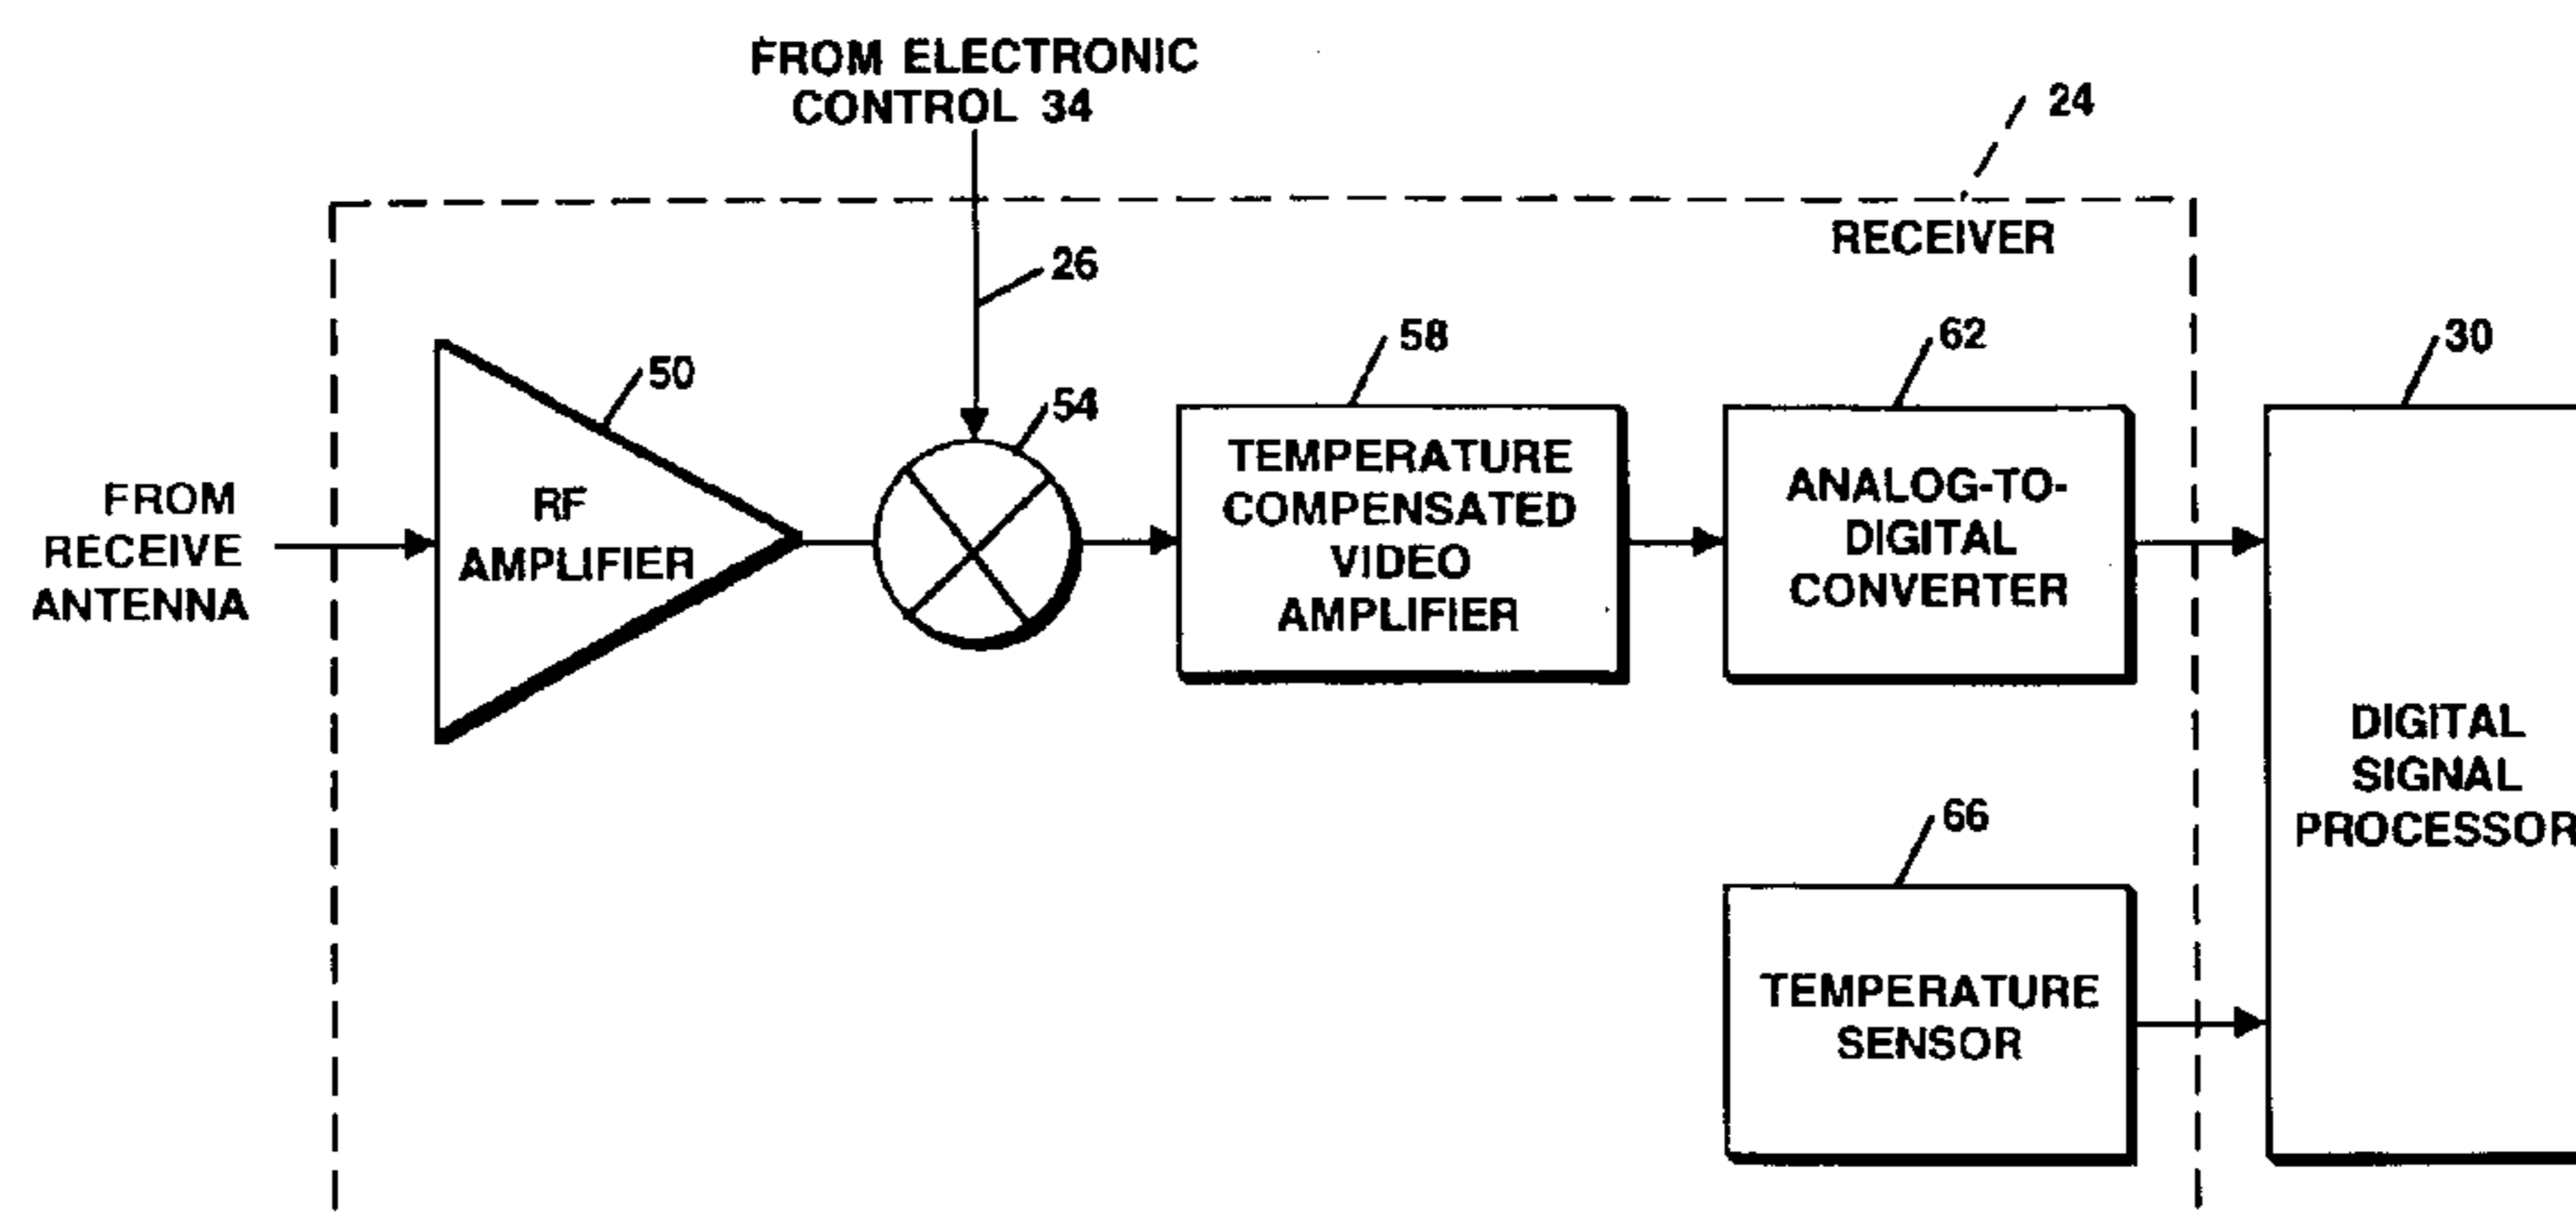 FROM ELECTRONIC
CONTROL 34
24
RECEIVER
26
50
54
58
62
30
FROM
RECEIVE
ANTENNA
RF
AMPLIFIER
TEMPERATURE
COMPENSATED
VIDEO
AMPLIFIER
ANALOG-TO-
DIGITAL
CONVERTER
DIGITAL
SIGNAL
PROCESSOR
66
TEMPERATURE
SENSOR